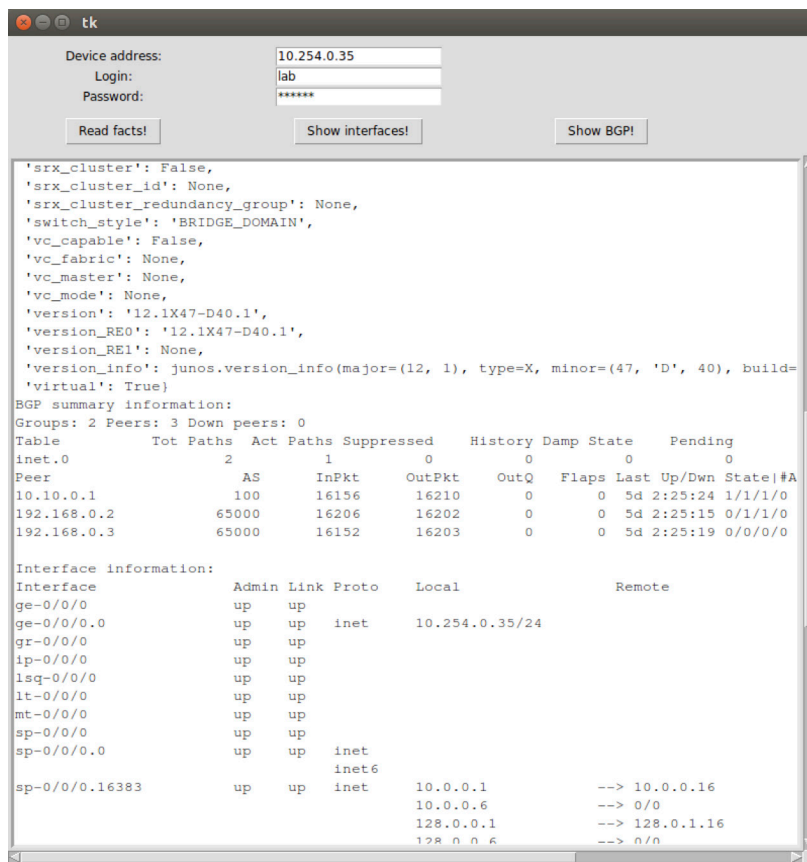 tk
Device address: 10.254.0.35
Login: lab
Password: ******
Read facts! Show interfaces! Show BGP!
'srx_cluster': False,
'srx_cluster_id': None,
'srx_cluster_redundancy_group': None,
'switch_style': 'BRIDGE_DOMAIN',
'vc_capable': False,
'vc_fabric': None,
'vc_master': None,
'vc_mode': None,
'version': '12.1X47-D40.1',
'version_RE0': '12.1X47-D40.1',
'version_RE1': None,
'version_info': junos.version_info(major=(12, 1), type=X, minor=(47, 'D', 40), build=
'virtual': True}
BGP summary information:
Groups: 2 Peers: 3 Down peers: 0
Table Tot Paths Act Paths Suppressed History Damp State Pending
inet.0 2 1 0 0 0 0
Peer AS InPkt OutPkt OutQ Flaps Last Up/Dwn State|#A
10.10.0.1 100 16156 16210 0 0 5d 2:25:24 1/1/1/0
192.168.0.2 65000 16206 16202 0 0 5d 2:25:15 0/1/1/0
192.168.0.3 65000 16152 16203 0 0 5d 2:25:19 0/0/0/0
Interface information:
Interface Admin Link Proto Local Remote
ge-0/0/0 up up
ge-0/0/0.0 up up inet 10.254.0.35/24
gr-0/0/0 up up
ip-0/0/0 up up
lsq-0/0/0 up up
lt-0/0/0 up up
mt-0/0/0 up up
sp-0/0/0 up up
sp-0/0/0.0 up up inet
inet6
sp-0/0/0.16383 up up inet 10.0.0.1 --> 10.0.0.16
10.0.0.6 --> 0/0
128.0.0.1 --> 128.0.1.16
128.0.0.6 --> 0/0